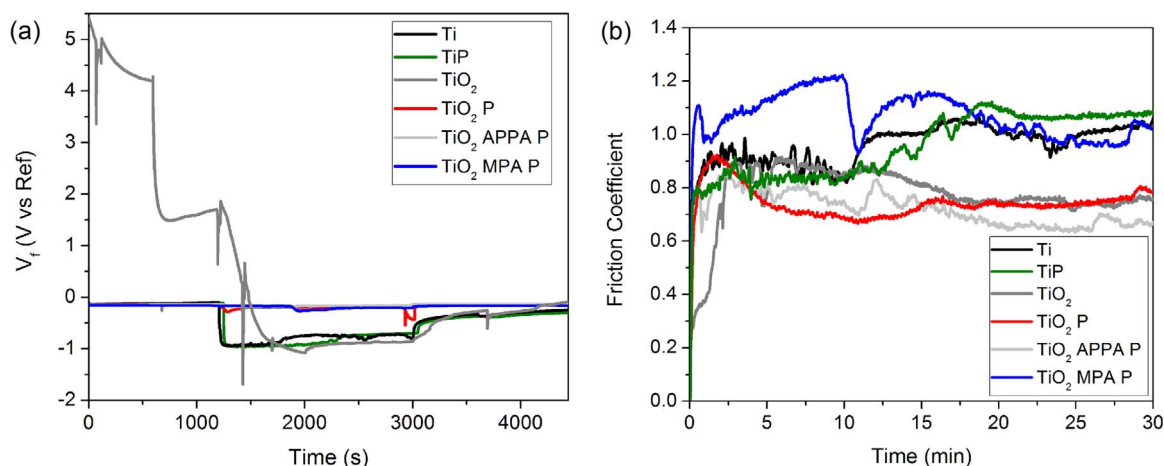 (a)
V_f (V vs Ref)
5
4
3
2
1
0
-1
-2
0
1000
2000
3000
4000
Time (s)
Ti
TiP
TiO₂
TiO₂ P
TiO₂ APPA P
TiO₂ MPA P
(b)
Friction Coefficient
1.4
1.2
1.0
0.8
0.6
0.4
0.2
0.0
0
5
10
15
20
25
30
Time (min)
Ti
TiP
TiO₂
TiO₂ P
TiO₂ APPA P
TiO₂ MPA P